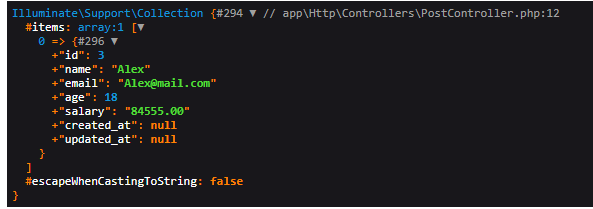 Illuminate\Support\Collection {#294 ▼ // app\Http\Controllers\PostController.php:12
  #items: array:1 [▼
    0 => {#296 ▼
      +"id": 3
      +"name": "Alex"
      +"email": "Alex@mail.com"
      +"age": 18
      +"salary": "84555.00"
      +"created_at": null
      +"updated_at": null
    }
  ]
  #escapeWhenCastingToString: false
}